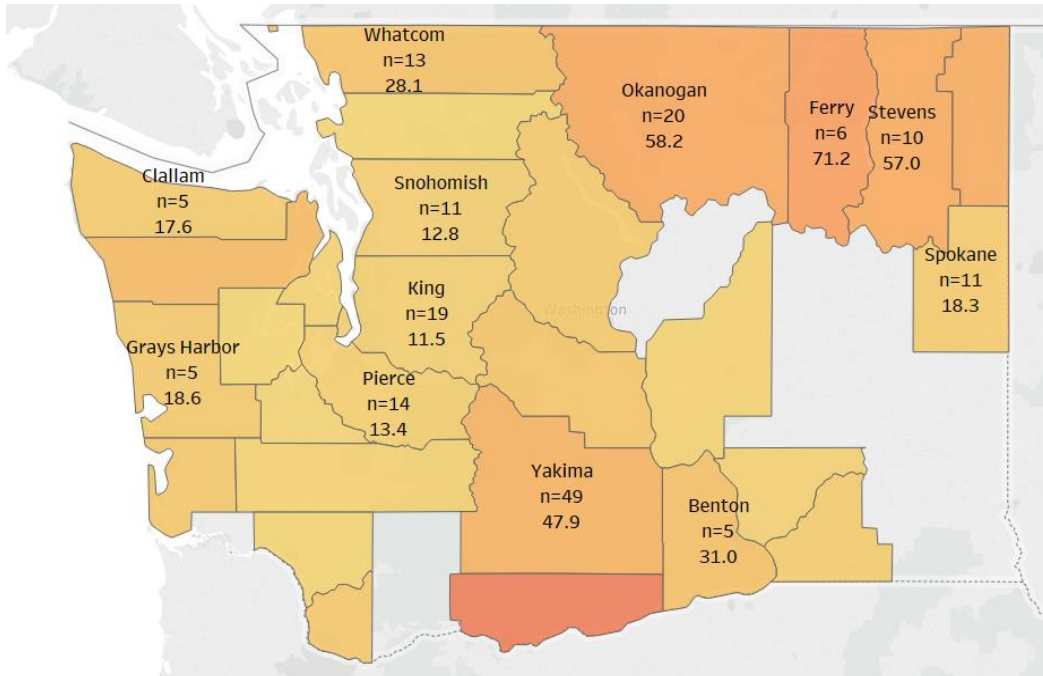 Whatcom
n=13
28.1
Okanogan
n=20
58.2
Ferry
n=6
71.2
Stevens
n=10
57.0
Clallam
n=5
17.6
Snohomish
n=11
12.8
Spokane
n=11
18.3
King
n=19
11.5
Washington
Grays Harbor
n=5
18.6
Pierce
n=14
13.4
Yakima
n=49
47.9
Benton
n=5
31.0